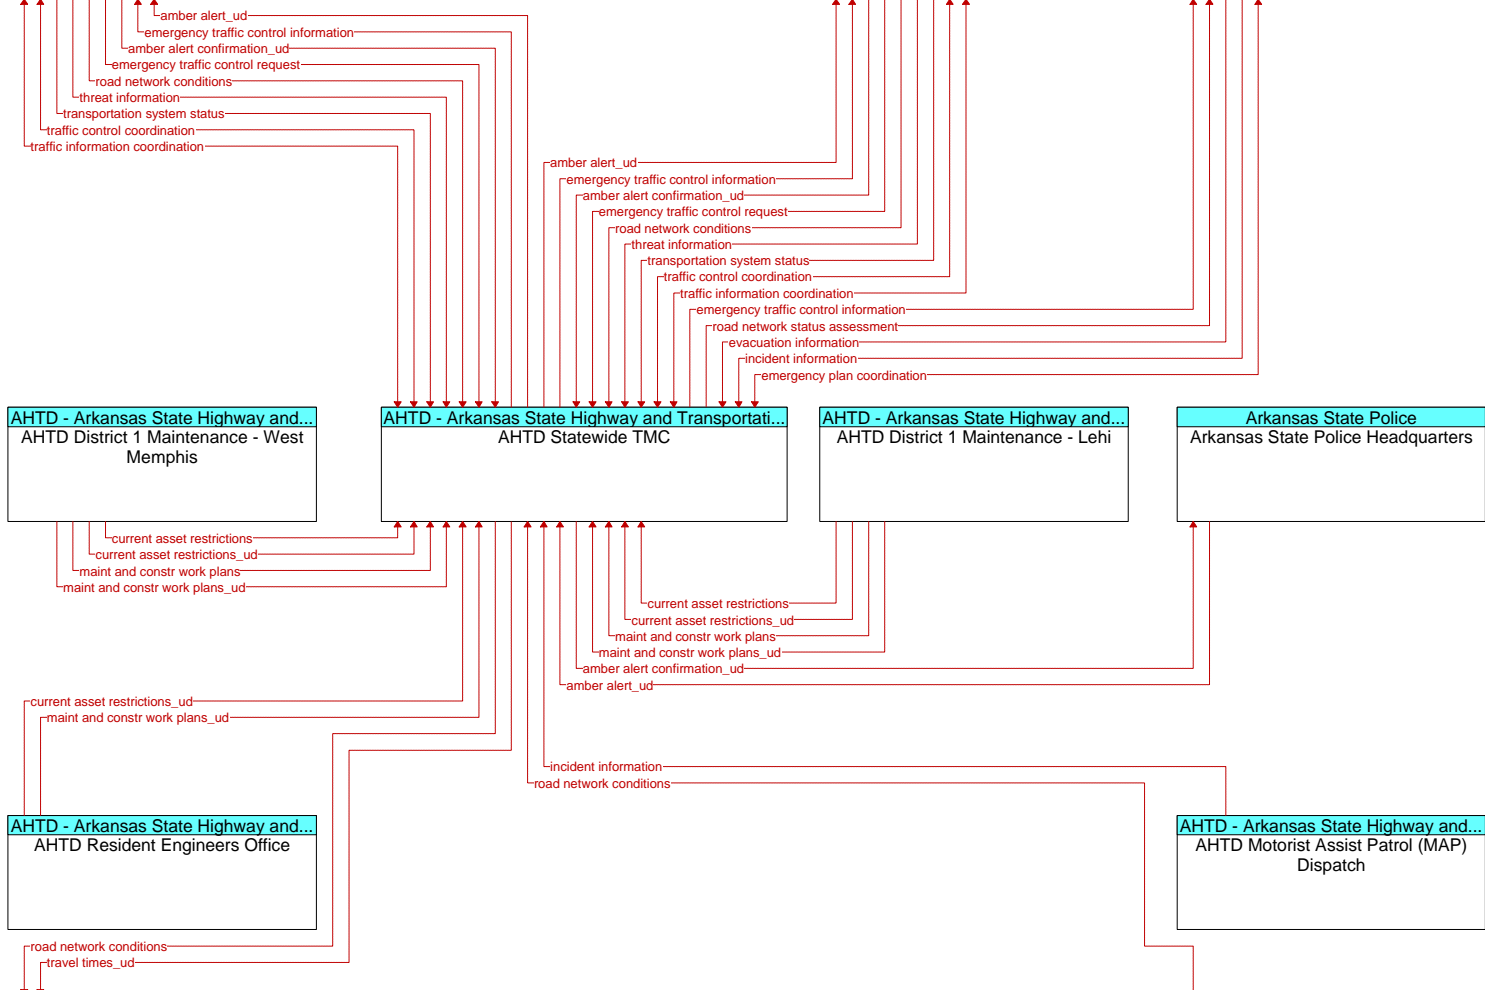 amber alert_ud
emergency traffic control information
amber alert confirmation_ud
emergency traffic control request
road network conditions
threat information
transportation system status
traffic control coordination
traffic information coordination
amber alert_ud
emergency traffic control information
amber alert confirmation_ud
emergency traffic control request
road network conditions
threat information
transportation system status
traffic control coordination
traffic information coordination
emergency traffic control information
road network status assessment
evacuation information
incident information
emergency plan coordination
AHTD - Arkansas State Highway and...
AHTD District 1 Maintenance - West
Memphis
AHTD - Arkansas State Highway and Transportati...
AHTD Statewide TMC
AHTD - Arkansas State Highway and...
AHTD District 1 Maintenance - Lehi
Arkansas State Police
Arkansas State Police Headquarters
current asset restrictions
current asset restrictions_ud
maint and constr work plans
maint and constr work plans_ud
current asset restrictions
current asset restrictions_ud
maint and constr work plans
maint and constr work plans_ud
amber alert confirmation_ud
amber alert_ud
current asset restrictions_ud
maint and constr work plans_ud
incident information
road network conditions
AHTD - Arkansas State Highway and...
AHTD Resident Engineers Office
AHTD - Arkansas State Highway and...
AHTD Motorist Assist Patrol (MAP)
Dispatch
road network conditions
travel times_ud